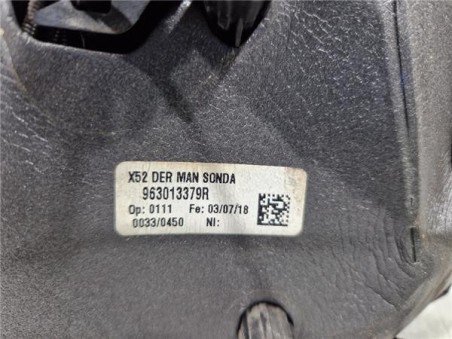 X52 DER MAN SONDA
963013379R
Op: 0111 Fe: 03/07/18
0033/0450 NI: